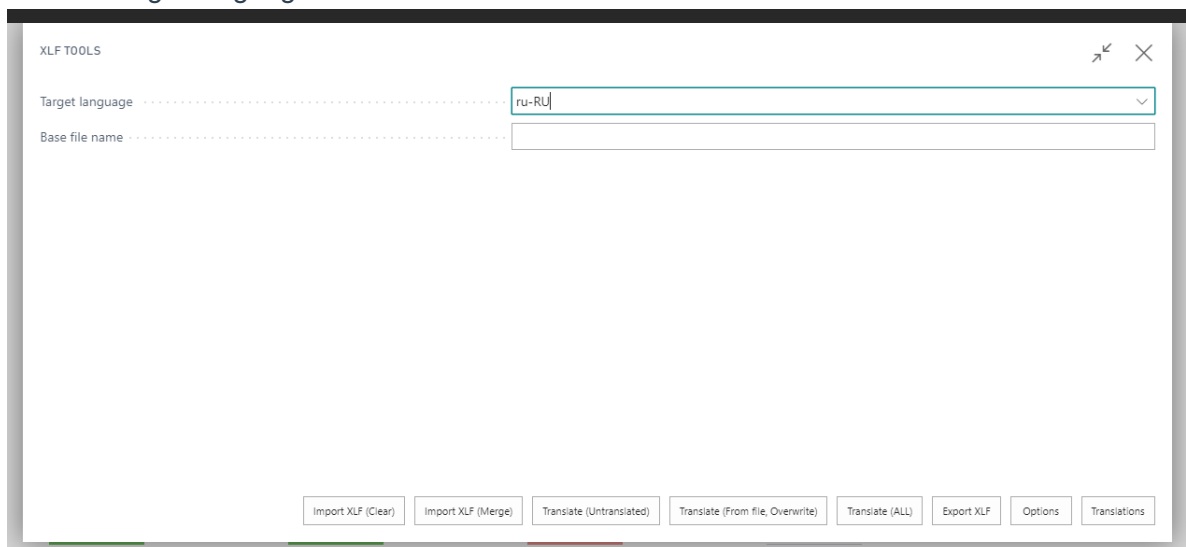 XLF TOOLS
Target language ru-RU
Base file name
Import XLF (Clear) Import XLF (Merge) Translate (Untranslated) Translate (From file, Overwrite) Translate (ALL) Export XLF Options Translations